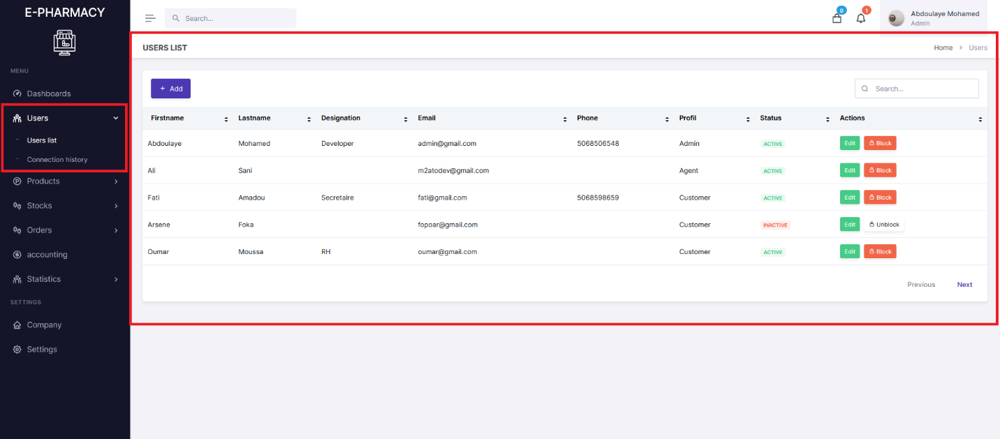 E-PHARMACY
MENU
Dashboards
Users
Users list
Connection history
Products
Stocks
Orders
accounting
Statistics
SETTINGS
Company
Settings
Search...
0
1
Abdoulaye Mohamed
Admin
USERS LIST
Home > Users
+ Add
Search...
Firstname Lastname Designation Email Phone Profil Status Actions
Abdoulaye Mohamed Developer admin@gmail.com 5068506548 Admin ACTIVE Edit Block
Ali Sani m2atodev@gmail.com Agent ACTIVE Edit Block
Fati Amadou Secretaire fati@gmail.com 5068598659 Customer ACTIVE Edit Block
Arsene Foka fopoar@gmail.com Customer INACTIVE Edit Unblock
Oumar Moussa RH oumar@gmail.com Customer ACTIVE Edit Block
Previous Next